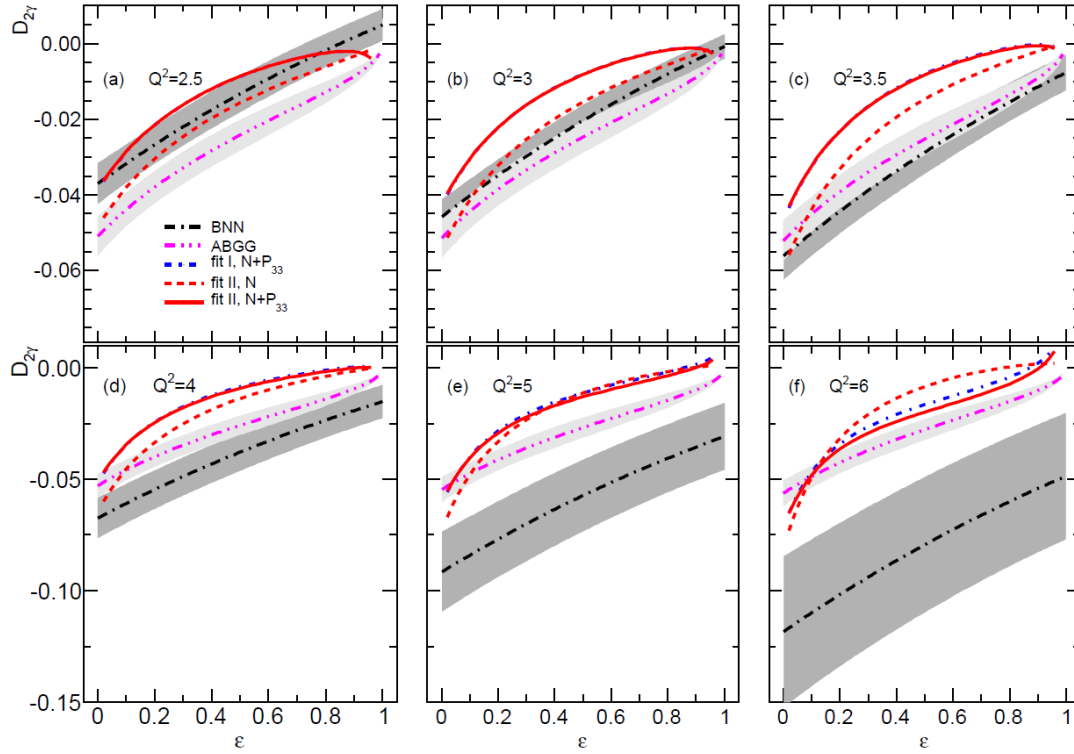 D2γ
0.00
-0.02
-0.04
-0.06
(a) Q²=2.5
(b) Q²=3
(c) Q²=3.5
BNN
ABGG
fit I, N+P33
fit II, N
fit II, N+P33
D2γ
0.00
-0.05
-0.10
-0.15
(d) Q²=4
(e) Q²=5
(f) Q²=6
0 0.2 0.4 0.6 0.8 1
0 0.2 0.4 0.6 0.8 1
0 0.2 0.4 0.6 0.8 1
ε
ε
ε